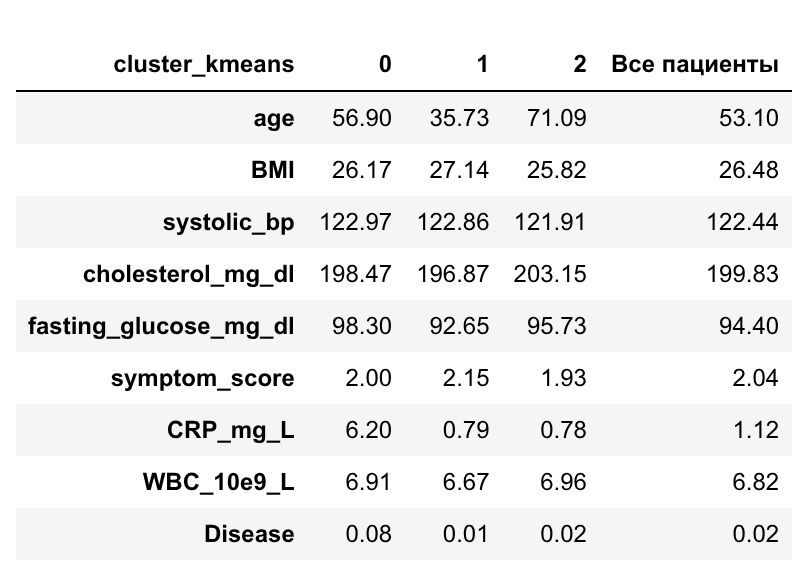 cluster_kmeans 0 1 2 Все пациенты
age 56.90 35.73 71.09 53.10
BMI 26.17 27.14 25.82 26.48
systolic_bp 122.97 122.86 121.91 122.44
cholesterol_mg_dl 198.47 196.87 203.15 199.83
fasting_glucose_mg_dl 98.30 92.65 95.73 94.40
symptom_score 2.00 2.15 1.93 2.04
CRP_mg_L 6.20 0.79 0.78 1.12
WBC_10e9_L 6.91 6.67 6.96 6.82
Disease 0.08 0.01 0.02 0.02